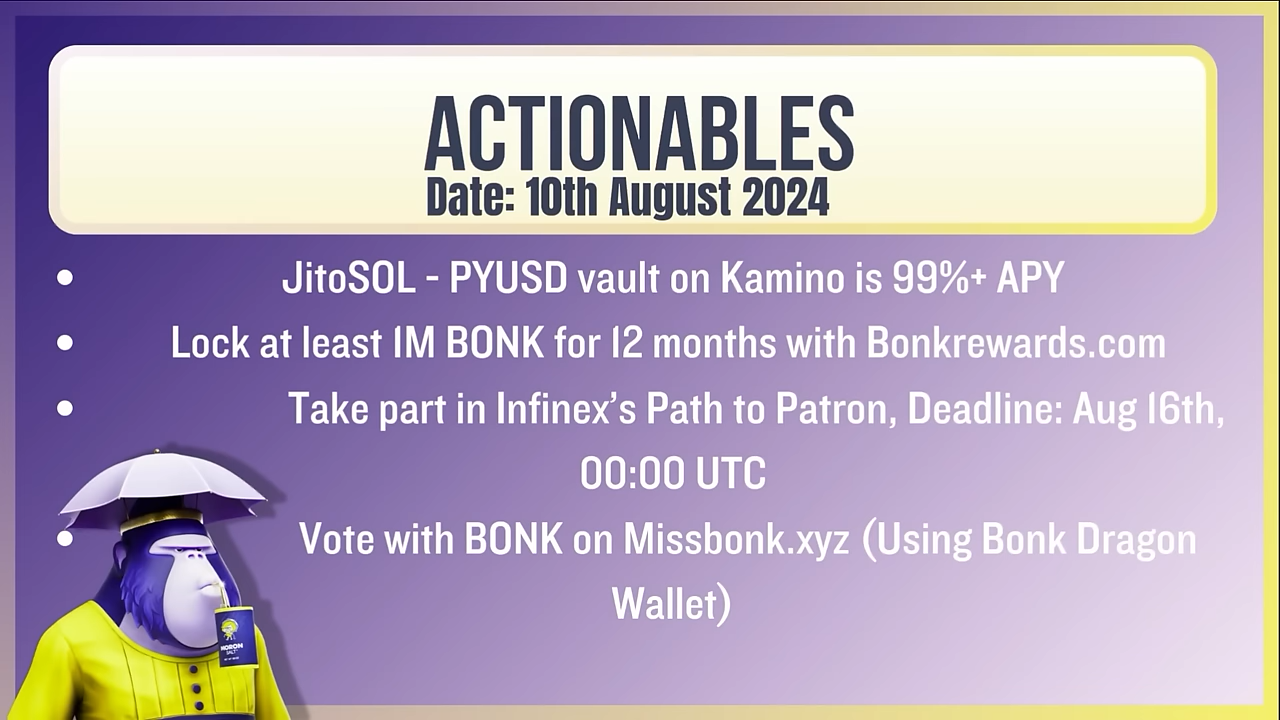 ACTIONABLES
Date: 10th August 2024
JitoSOL - PYUSD vault on Kamino is 99%+ APY
Lock at least 1M BONK for 12 months with Bonkrewards.com
Take part in Infinex’s Path to Patron, Deadline: Aug 16th,
00:00 UTC
Vote with BONK on Missbonk.xyz (Using Bonk Dragon
Wallet)
MORON
SALT